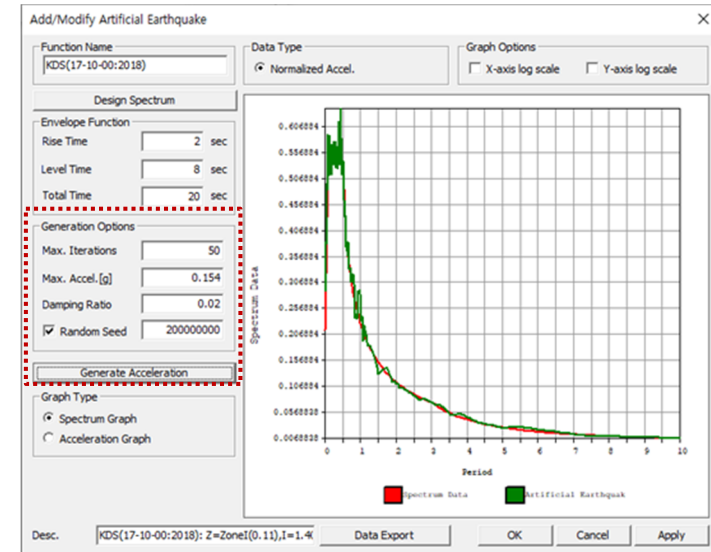 Add/Modify Artificial Earthquake
Function Name
KDS(17-10-00:2018)
Data Type
Normalized Accel.
Graph Options
X-axis log scale
Y-axis log scale
Design Spectrum
Envelope Function
Rise Time 2 sec
Level Time 8 sec
Total Time 20 sec
Generation Options
Max. Iterations 50
Max. Accel.[g] 0.154
Damping Ratio 0.02
Random Seed 200000000
Generate Acceleration
Graph Type
Spectrum Graph
Acceleration Graph
Spectrum Data
0.606884
0.556884
0.506884
0.456884
0.406884
0.356884
0.306884
0.256884
0.206884
0.156884
0.106884
0.0568838
0.0068838
0 1 2 3 4 5 6 7 8 9 10
Period
Spectrum Data
Artificial Earthquak
Desc. KDS(17-10-00:2018): Z=ZoneI(0.11),I=1.4(
Data Export
OK
Cancel
Apply